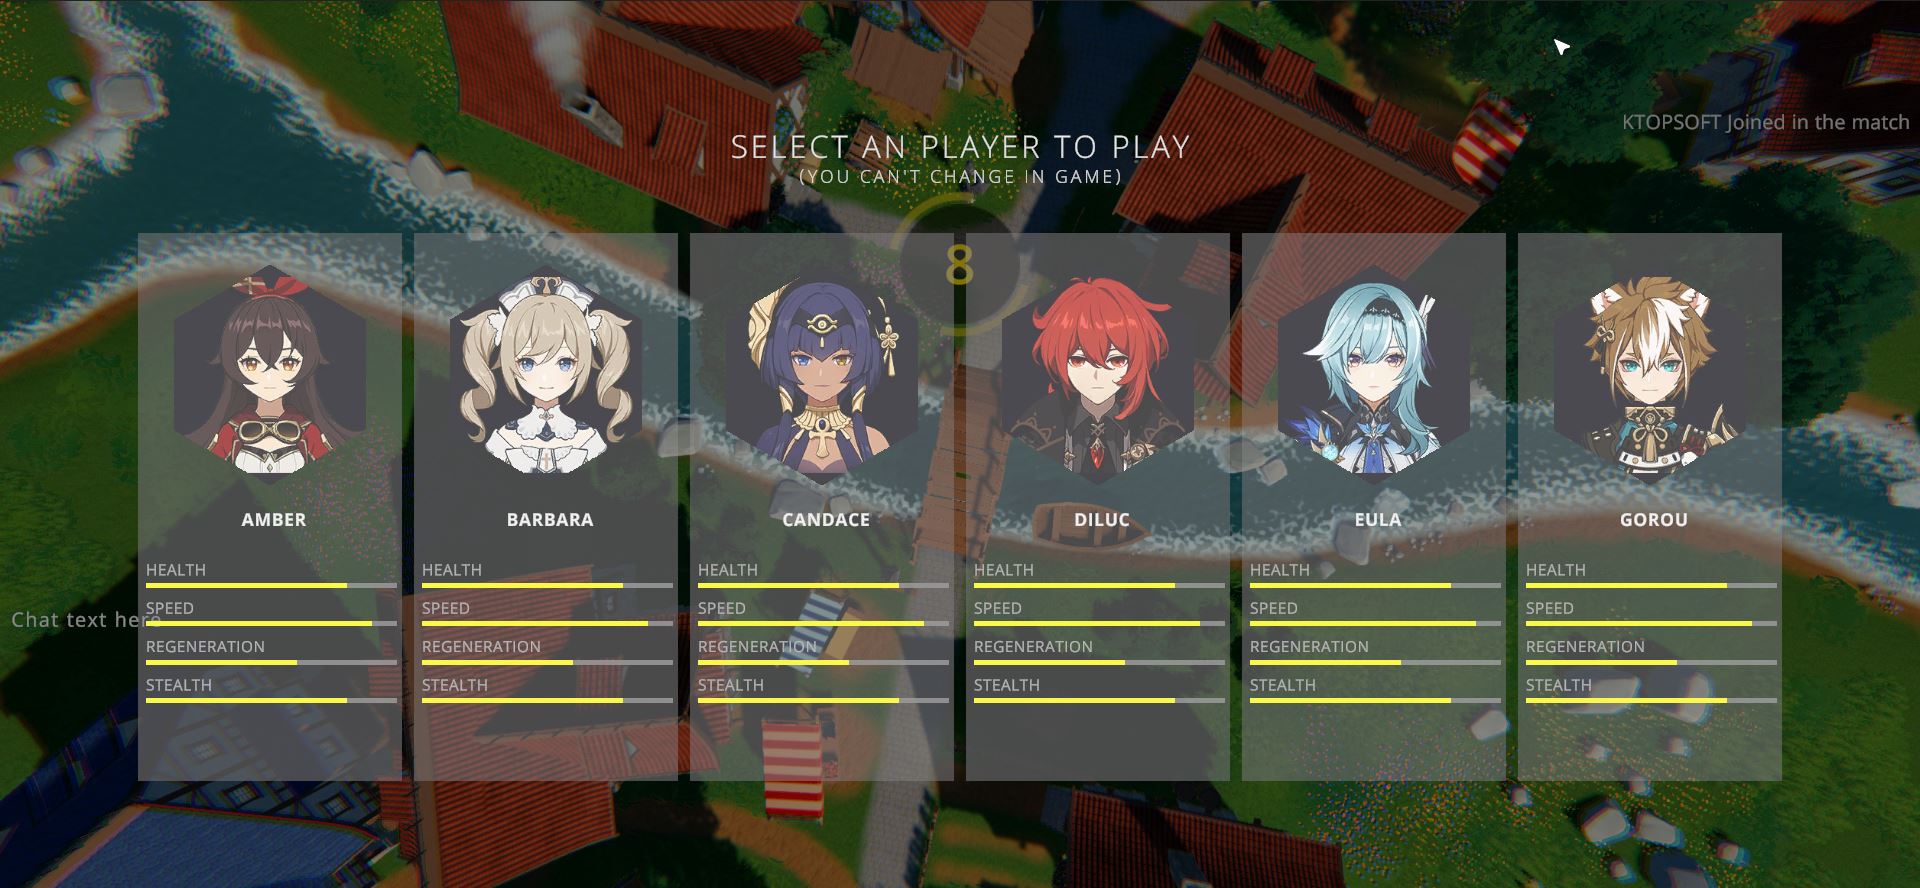 KTOPSOFT Joined in the match
SELECT AN PLAYER TO PLAY
(YOU CAN'T CHANGE IN GAME)
8
AMBER
HEALTH
SPEED
REGENERATION
STEALTH
BARBARA
HEALTH
SPEED
REGENERATION
STEALTH
CANDACE
HEALTH
SPEED
REGENERATION
STEALTH
DILUC
HEALTH
SPEED
REGENERATION
STEALTH
EULA
HEALTH
SPEED
REGENERATION
STEALTH
GOROU
HEALTH
SPEED
REGENERATION
STEALTH
Chat text here